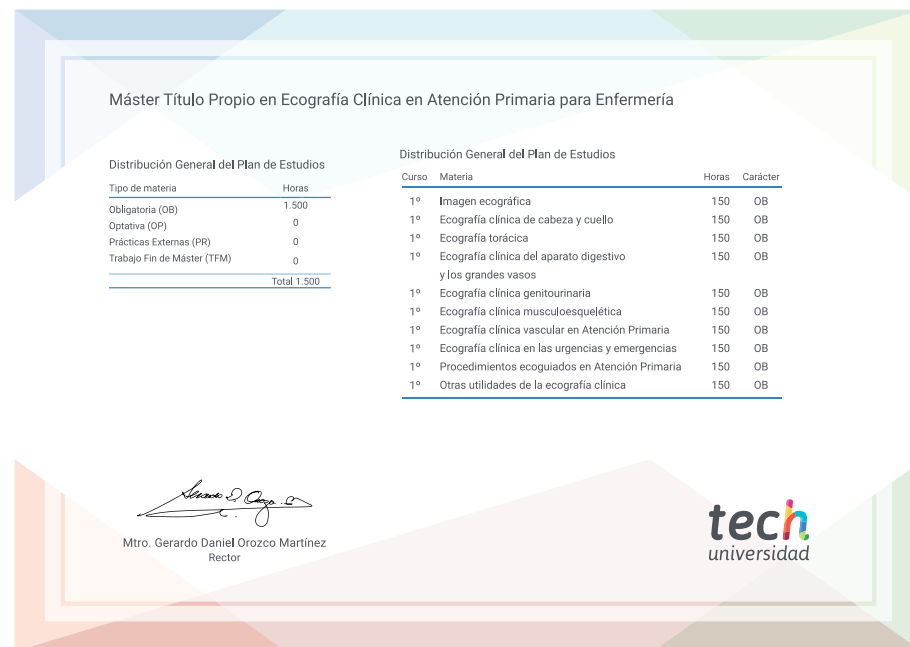 Máster Título Propio en Ecografía Clínica en Atención Primaria para Enfermería
Distribución General del Plan de Estudios
Tipo de materia Horas
Obligatoria (OB) 1.500
Optativa (OP) 0
Prácticas Externas (PR) 0
Trabajo Fin de Máster (TFM) 0
Total 1.500
Distribución General del Plan de Estudios
Curso Materia Horas Carácter
1º Imagen ecográfica 150 OB
1º Ecografía clínica de cabeza y cuello 150 OB
1º Ecografía torácica 150 OB
1º Ecografía clínica del aparato digestivo 150 OB
y los grandes vasos
1º Ecografía clínica genitourinaria 150 OB
1º Ecografía clínica musculoesquelética 150 OB
1º Ecografía clínica vascular en Atención Primaria 150 OB
1º Ecografía clínica en las urgencias y emergencias 150 OB
1º Procedimientos ecoguiados en Atención Primaria 150 OB
1º Otras utilidades de la ecografía clínica 150 OB
Mtro. Gerardo Daniel Orozco Martínez
Rector
tech
universidad